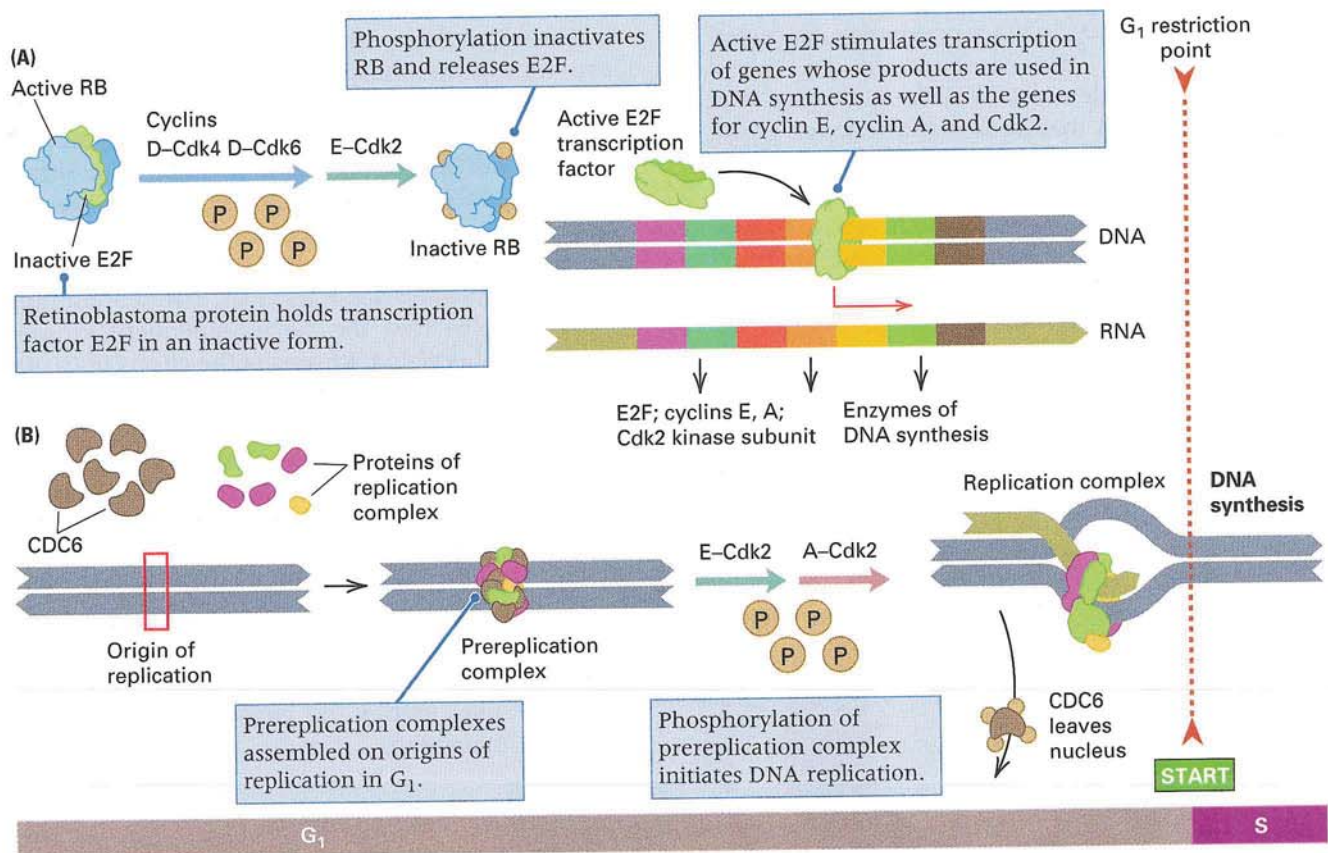 (A)
Active RB
Inactive E2F
Retinoblastoma protein holds transcription
factor E2F in an inactive form.
Cyclins
D–Cdk4 D–Cdk6
E–Cdk2
P
P
P
P
Phosphorylation inactivates
RB and releases E2F.
Inactive RB
Active E2F
transcription
factor
Active E2F stimulates transcription
of genes whose products are used in
DNA synthesis as well as the genes
for cyclin E, cyclin A, and Cdk2.
DNA
RNA
E2F; cyclins E, A;
Cdk2 kinase subunit
Enzymes of
DNA synthesis
G1 restriction
point
(B)
CDC6
Proteins of
replication
complex
Origin of
replication
Prereplication
complex
Prereplication complexes
assembled on origins of
replication in G1.
E–Cdk2
A–Cdk2
P
P
P
P
Phosphorylation of
prereplication complex
initiates DNA replication.
Replication complex
DNA
synthesis
CDC6
leaves
nucleus
START
G1
S